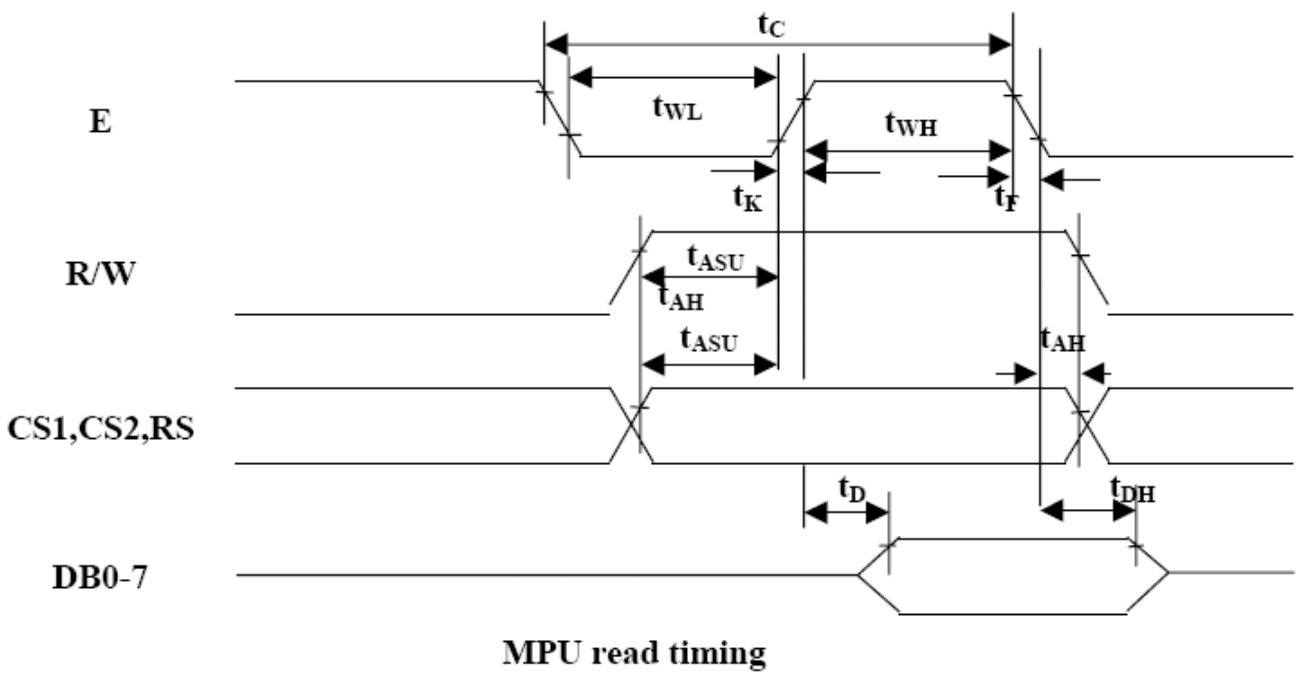 tC
E
tWL
tWH
tK
tF
R/W
tASU
tAH
tASU
tAH
CS1,CS2,RS
tD
tDH
DB0-7
MPU read timing